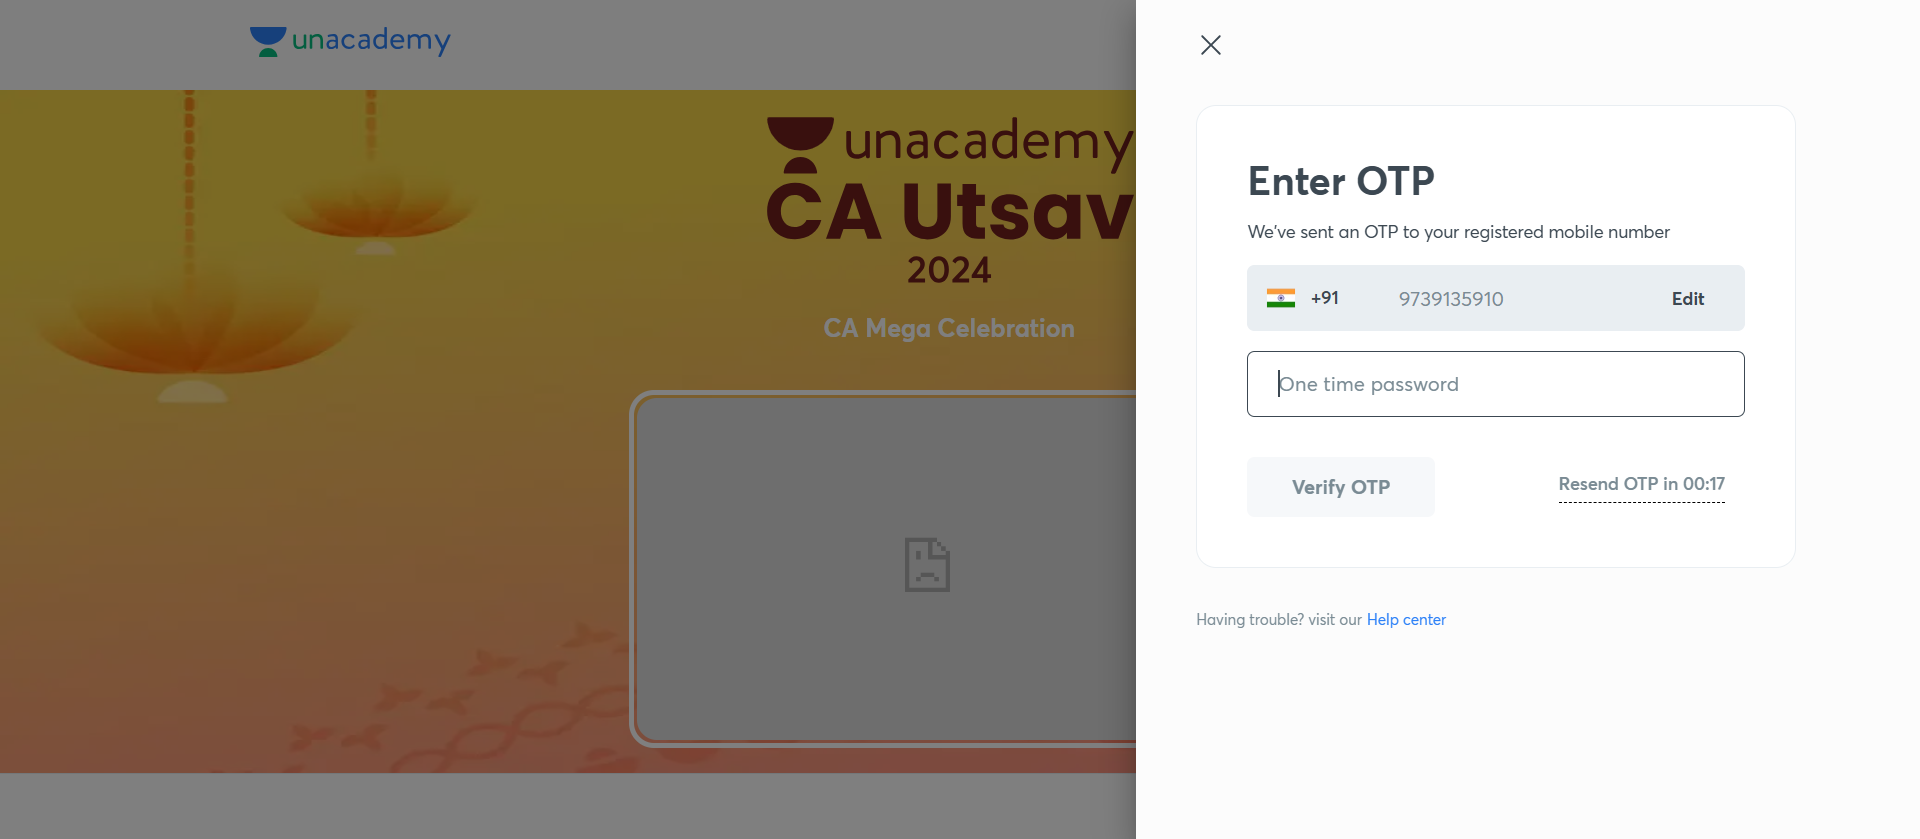 unacademy
unacademy
CA Utsav
2024
CA Mega Celebration
Enter OTP
We've sent an OTP to your registered mobile number
+91 9739135910 Edit
One time password
Verify OTP Resend OTP in 00:17
Having trouble? visit our Help center